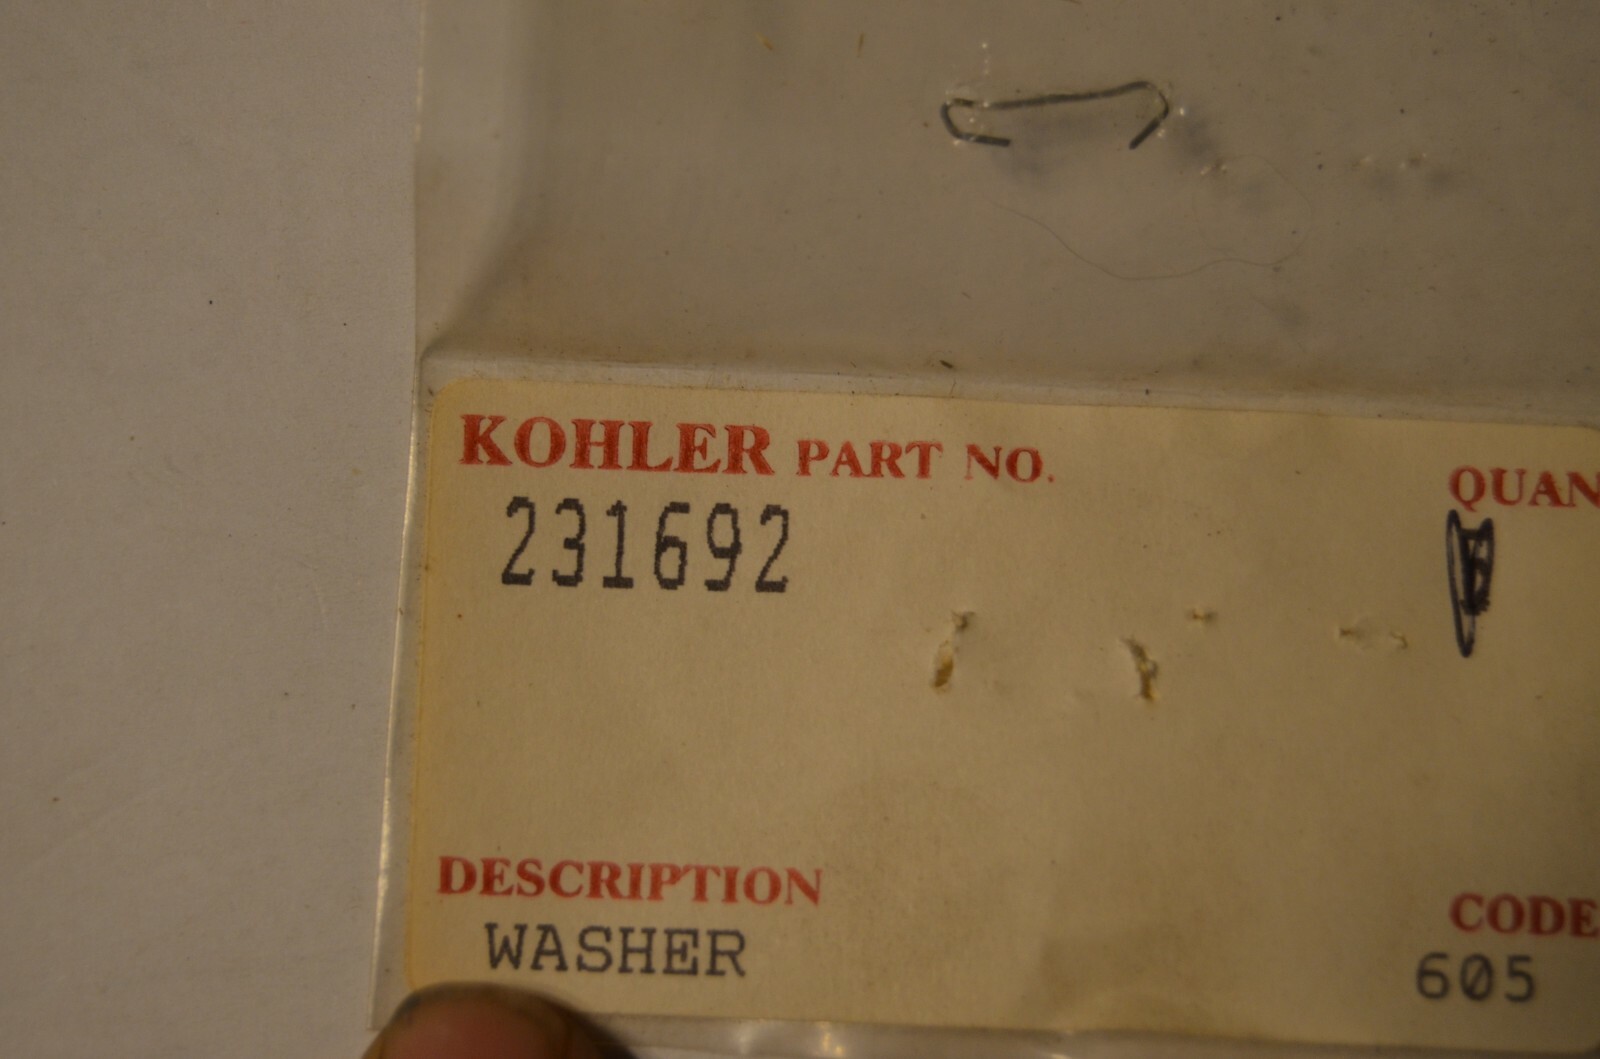 KOHLER PART NO.
QUAN
231692
DESCRIPTION
CODE
WASHER
605